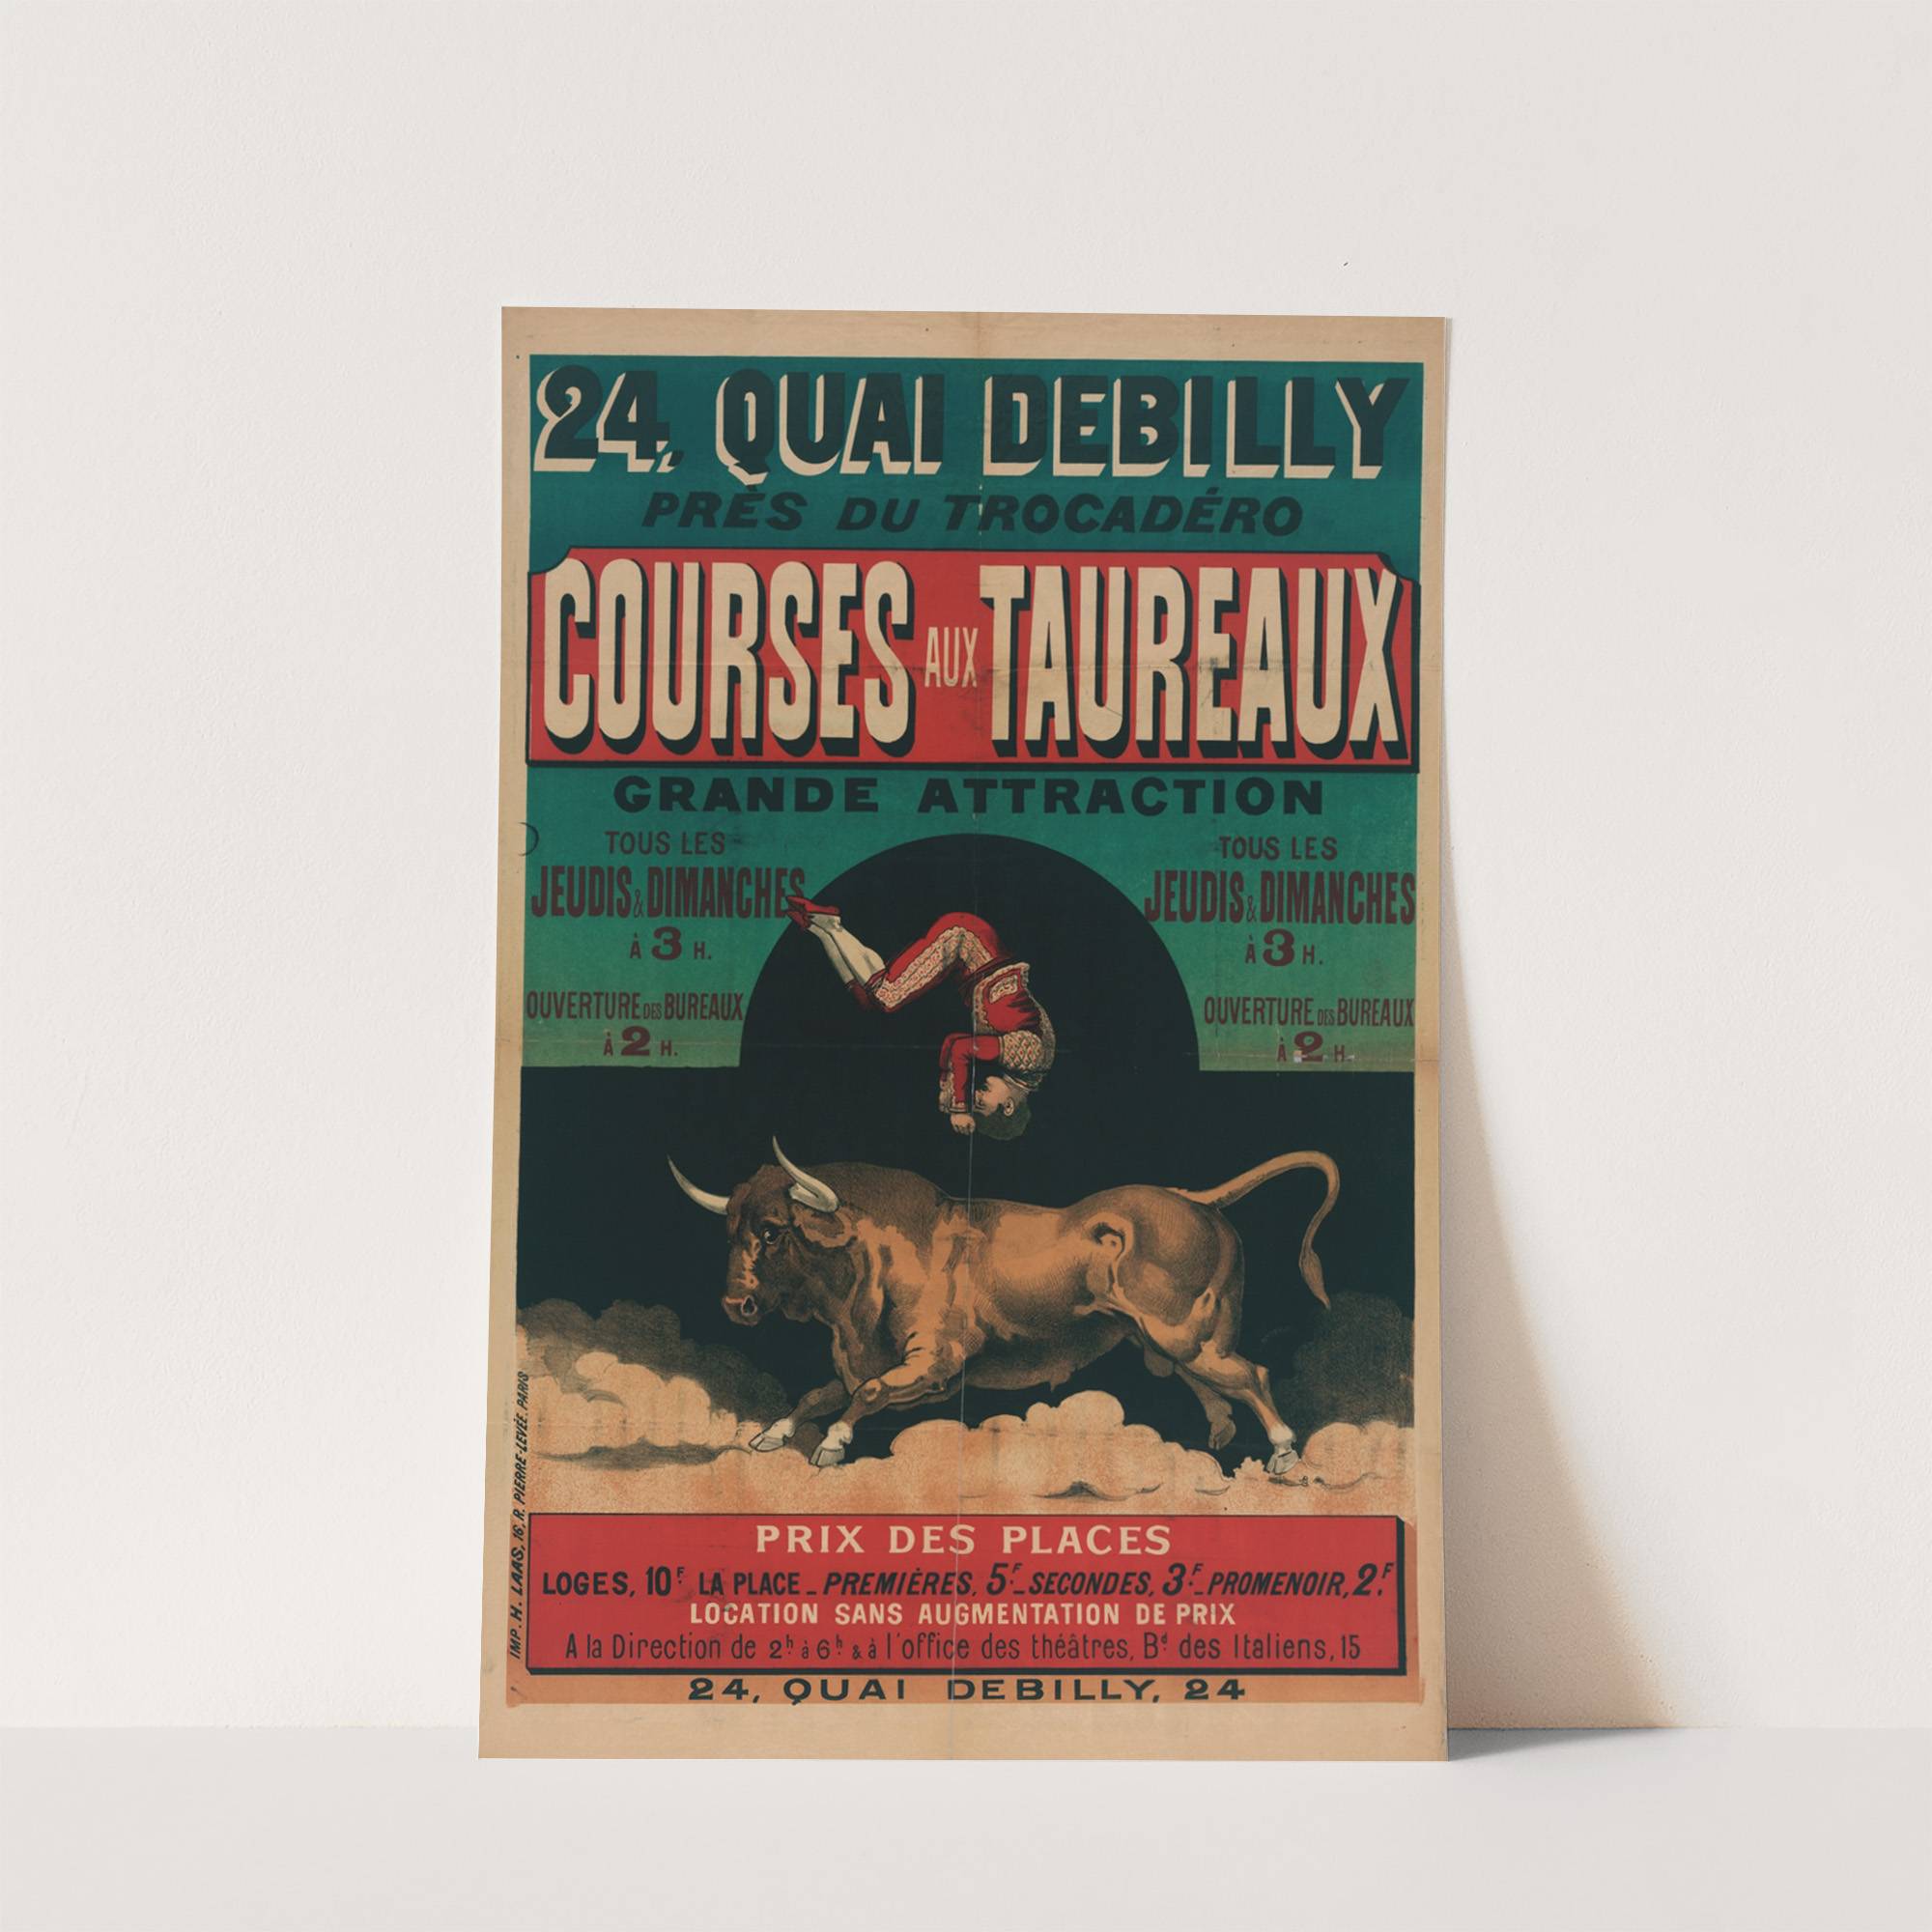 24, QUAI DEBILLY
PRÈS DU TROCADÉRO
COURSES AUX TAUREAUX
GRANDE ATTRACTION
TOUS LES
JEUDIS & DIMANCHES
À 3 H.
OUVERTURE DES BUREAUX
À 2 H.
TOUS LES
JEUDIS & DIMANCHES
À 3 H.
OUVERTURE DES BUREAUX
À 2 H.
IMP. H. LAAS, 16, R. PIERRE-LEVÉE. PARIS
PRIX DES PLACES
LOGES, 10F. LA PLACE _ PREMIÈRES, 5F. _ SECONDES, 3F. _ PROMENOIR, 2F.
LOCATION SANS AUGMENTATION DE PRIX
A la Direction de 2h. à 6h. & à l'office des théâtres, Bd. des Italiens, 15
24, QUAI DEBILLY, 24